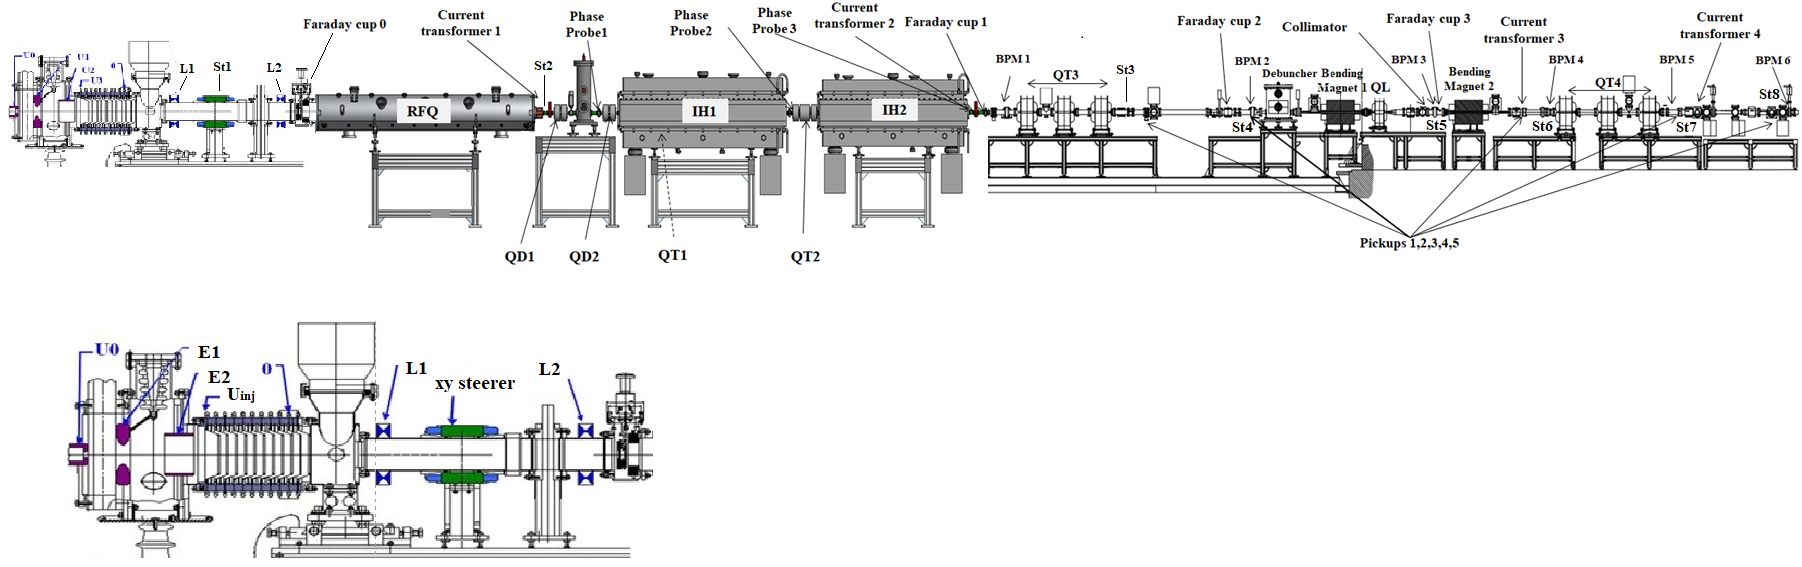 Faraday cup 0
Current
transformer 1
Phase
Probe1
Phase
Probe2
Phase
Probe 3
Current
transformer 2
Faraday cup 1
Faraday cup 2
Collimator
Faraday cup 3
Current
transformer 3
Current
transformer 4
U0
U1
U2
U3
0
L1
St1
L2
RFQ
St2
IH1
IH2
BPM 1
QT3
St3
BPM 2
Debuncher
Bending
Magnet 1
QL
BPM 3
Bending
Magnet 2
BPM 4
QT4
BPM 5
BPM 6
St8
St4
St5
St6
St7
QD1
QD2
QT1
QT2
Pickups 1,2,3,4,5
U0
E1
E2
Uinj
0
L1
xy steerer
L2